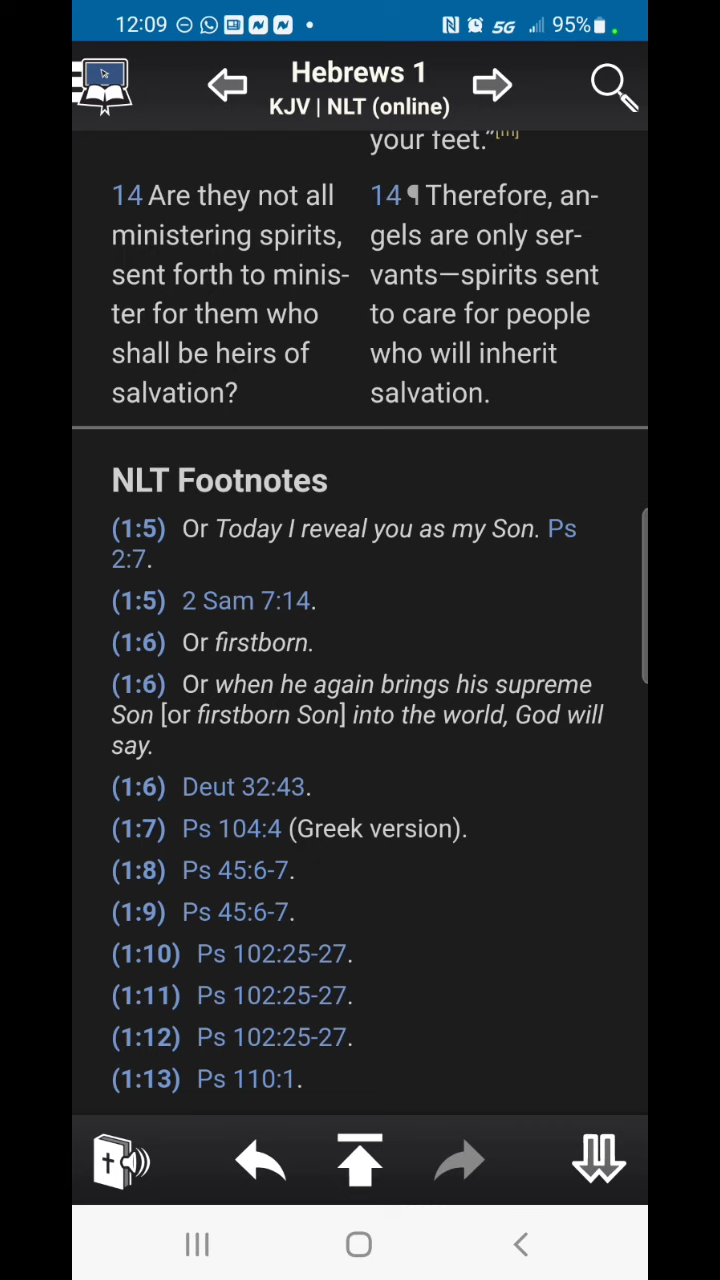 12:09
5G
95%
Hebrews 1
KJV | NLT (online)
your feet.”[m]
14 Are they not all
ministering spirits,
sent forth to minis-
ter for them who
shall be heirs of
salvation?
14 ¶ Therefore, an-
gels are only ser-
vants—spirits sent
to care for people
who will inherit
salvation.
NLT Footnotes
(1:5) Or Today I reveal you as my Son. Ps
2:7.
(1:5) 2 Sam 7:14.
(1:6) Or firstborn.
(1:6) Or when he again brings his supreme
Son [or firstborn Son] into the world, God will
say.
(1:6) Deut 32:43.
(1:7) Ps 104:4 (Greek version).
(1:8) Ps 45:6-7.
(1:9) Ps 45:6-7.
(1:10) Ps 102:25-27.
(1:11) Ps 102:25-27.
(1:12) Ps 102:25-27.
(1:13) Ps 110:1.